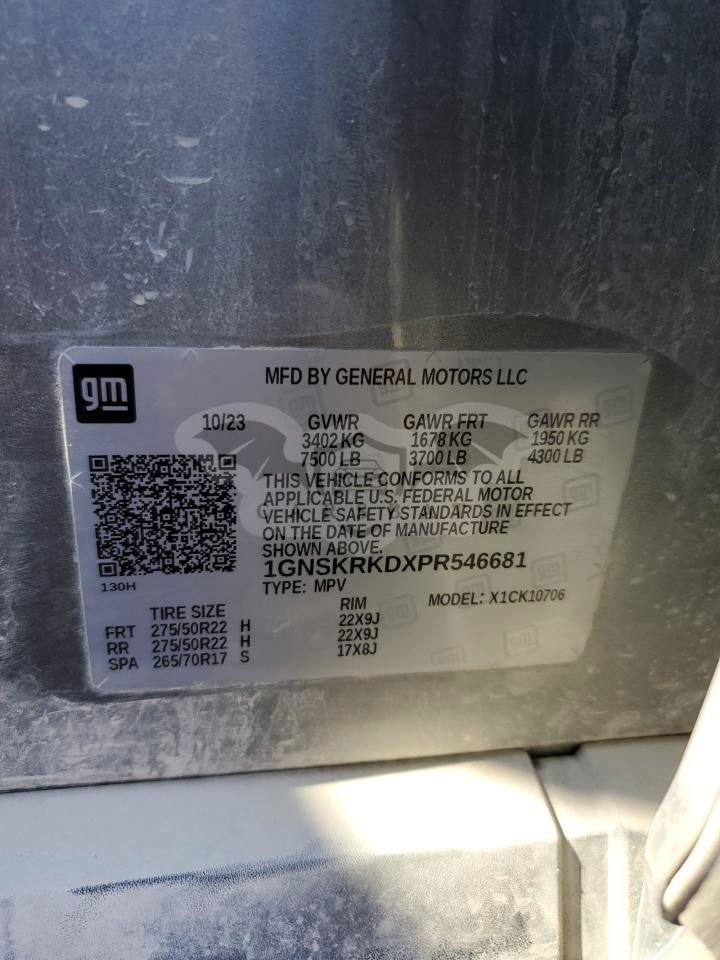 gm
MFD BY GENERAL MOTORS LLC
10/23 GVWR GAWR FRT GAWR RR
3402 KG 1678 KG 1950 KG
7500 LB 3700 LB 4300 LB
THIS VEHICLE CONFORMS TO ALL
APPLICABLE U.S. FEDERAL MOTOR
VEHICLE SAFETY STANDARDS IN EFFECT
ON THE DATE OF MANUFACTURE
SHOWN ABOVE.
1GNSKRKDXPR546681
130H
TYPE: MPV MODEL: X1CK10706
TIRE SIZE RIM
FRT 275/50R22 H 22X9J
RR 275/50R22 H 22X9J
SPA 265/70R17 S 17X8J